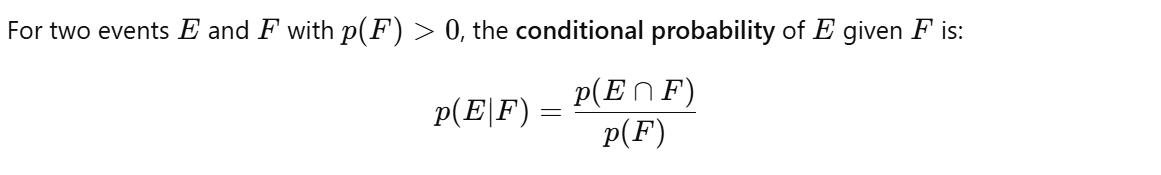 For two events E and F with p(F) > 0, the conditional probability of E given F is:
p(E|F) = p(E ∩ F) / p(F)